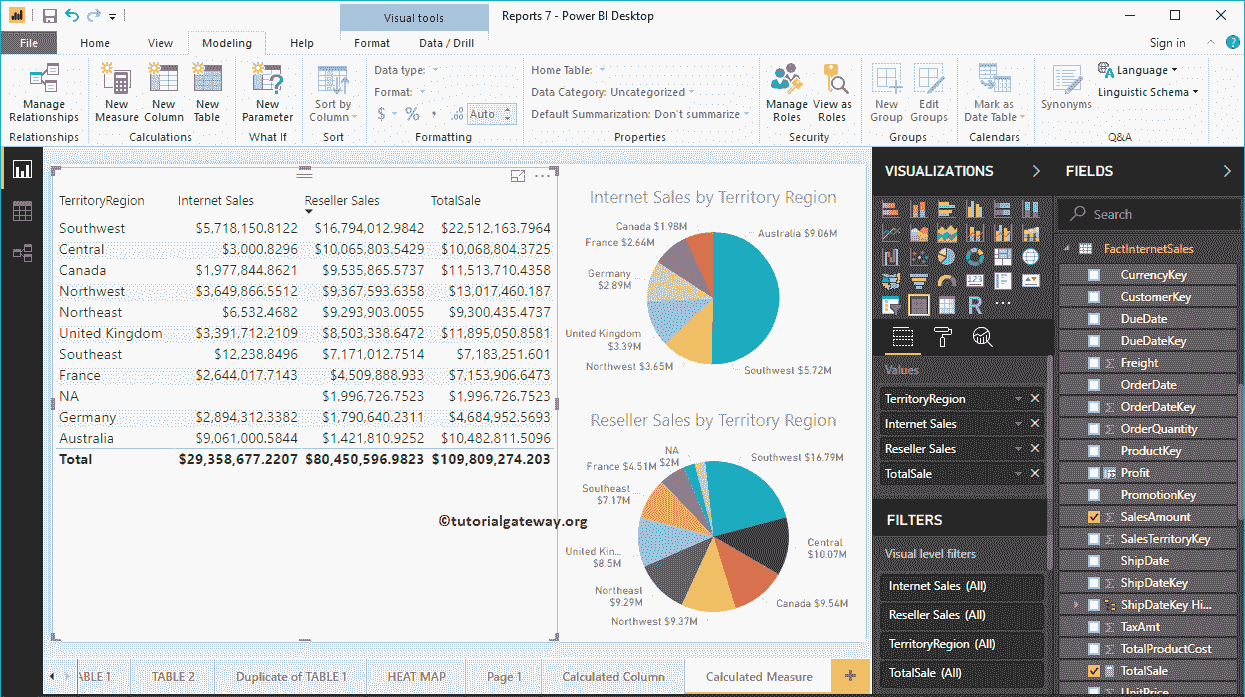 Visual tools
Reports 7 - Power BI Desktop
File Home View Modeling Help Format Data / Drill
Sign in
Manage Relationships
New Measure
New Column
New Table
New Parameter
Sort by Column
Data type:
Format:
$ % , .00 Auto
Home Table:
Data Category: Uncategorized
Default Summarization: Don't summarize
Manage Roles
View as Roles
New Group
Edit Groups
Mark as Date Table
Synonyms
Language
Linguistic Schema
Relationships Calculations What If Sort Formatting Properties Security Groups Calendars Q&A
TerritoryRegion Internet Sales Reseller Sales TotalSale
Southwest $5,718,150.8122 $16,794,012.9842 $22,512,163.7964
Central $3,000.8296 $10,065,803.5429 $10,068,804.3725
Canada $1,977,844.8621 $9,535,865.5737 $11,513,710.4358
Northwest $3,649,866.5512 $9,367,593.6358 $13,017,460.187
Northeast $6,532.4682 $9,293,903.0055 $9,300,435.4737
United Kingdom $3,391,712.2109 $8,503,338.6472 $11,895,050.8581
Southeast $12,238.8496 $7,171,012.7514 $7,183,251.601
France $2,644,017.7143 $4,509,888.933 $7,153,906.6473
NA $1,996,726.7523 $1,996,726.7523
Germany $2,894,312.3382 $1,790,640.2311 $4,684,952.5693
Australia $9,061,000.5844 $1,421,810.9252 $10,482,811.5096
Total $29,358,677.2207 $80,450,596.9823 $109,809,274.203
©tutorialgateway.org
Internet Sales by Territory Region
Canada $1.98M
France $2.64M
Australia $9.06M
Germany
$2.89M
United Kingdom
$3.39M
Northwest $3.65M
Southwest $5.72M
Reseller Sales by Territory Region
NA
$2M
France $4.51M
Southwest $16.79M
Southeast
$7.17M
United Kin...
$8.5M
Central
$10.07M
Northeast
$9.29M
Canada $9.54M
Northwest $9.37M
VISUALIZATIONS
R
Values
TerritoryRegion
Internet Sales
Reseller Sales
TotalSale
FILTERS
Visual level filters
Internet Sales (All)
Reseller Sales (All)
TerritoryRegion (All)
TotalSale (All)
FIELDS
Search
FactInternetSales
CurrencyKey
CustomerKey
DueDate
DueDateKey
Freight
OrderDate
OrderDateKey
OrderQuantity
ProductKey
Profit
PromotionKey
SalesAmount
SalesTerritoryKey
ShipDate
ShipDateKey
ShipDateKey Hi...
TaxAmt
TotalProductCost
TotalSale
UnitPrice
ABLE 1 TABLE 2 Duplicate of TABLE 1 HEAT MAP Page 1 Calculated Column Calculated Measure